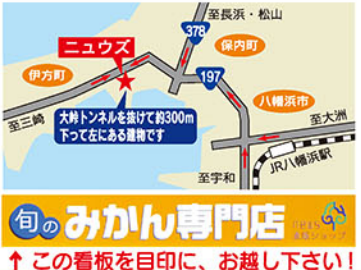 至長浜・松山
378
ニュウズ
保内町
伊方町
197
大峠トンネルを抜けて約300m
下って左にある建物です
八幡浜市
至三崎
至大洲
JR八幡浜駅
至宇和
旬の みかん専門店
↑この看板を目印に、お越し下さい!